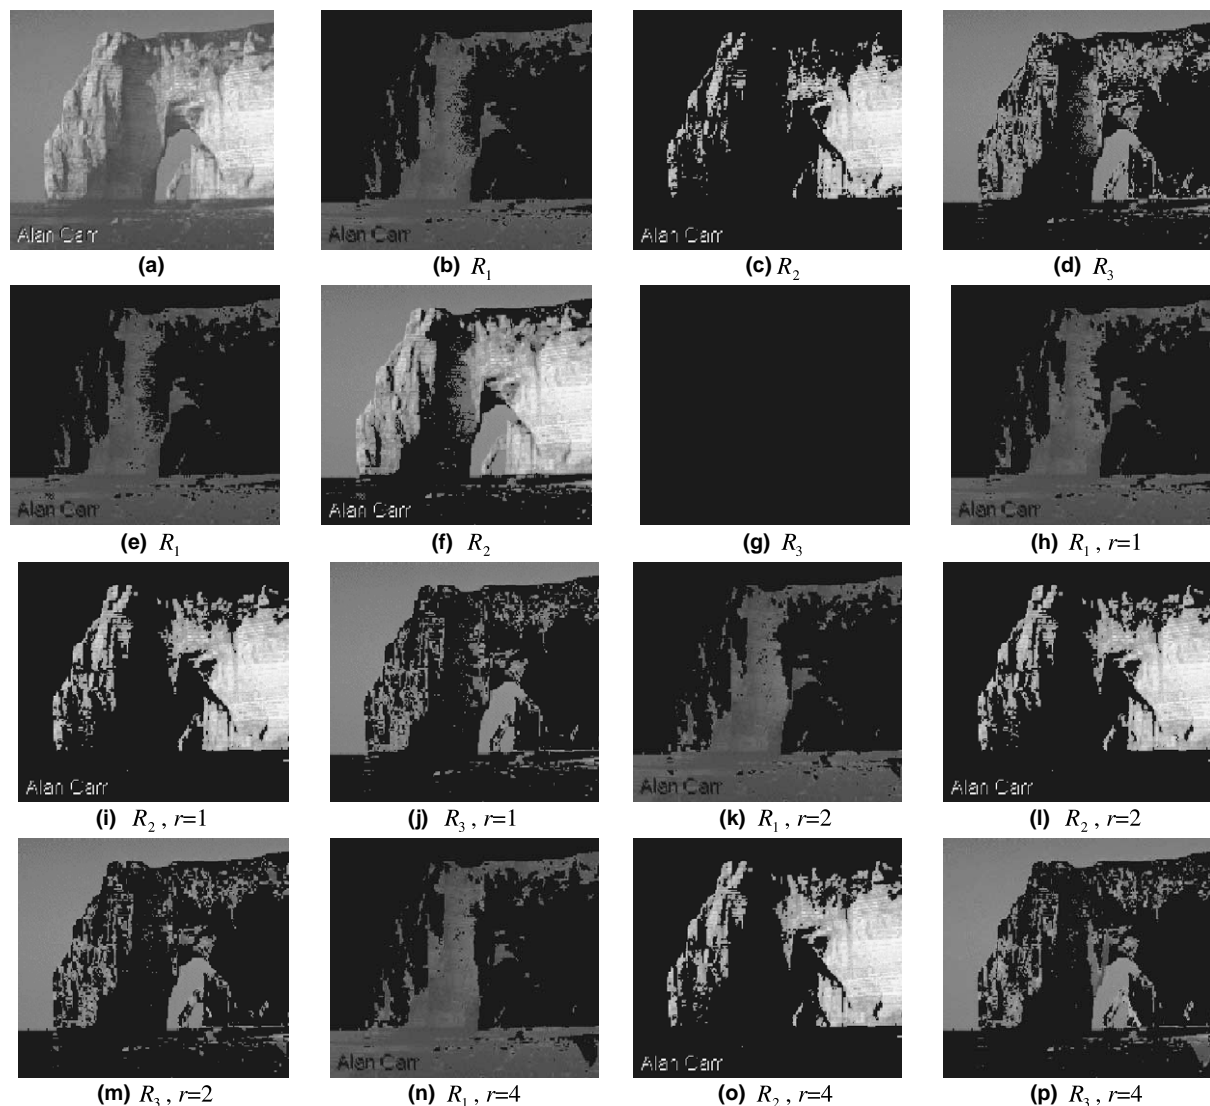 Alan Carr
(a)
(b) R₁
(c) R₂
(d) R₃
Alan Carr
(e) R₁
(f) R₂
(g) R₃
(h) R₁ , r=1
Alan Carr
Alan Carr
Alan Carr
Alan Carr
(i) R₂ , r=1
(j) R₃ , r=1
(k) R₁ , r=2
(l) R₂ , r=2
Alan Carr
Alan Carr
Alan Carr
(m) R₃ , r=2
(n) R₁ , r=4
(o) R₂ , r=4
(p) R₃ , r=4
Alan Carr
Alan Carr